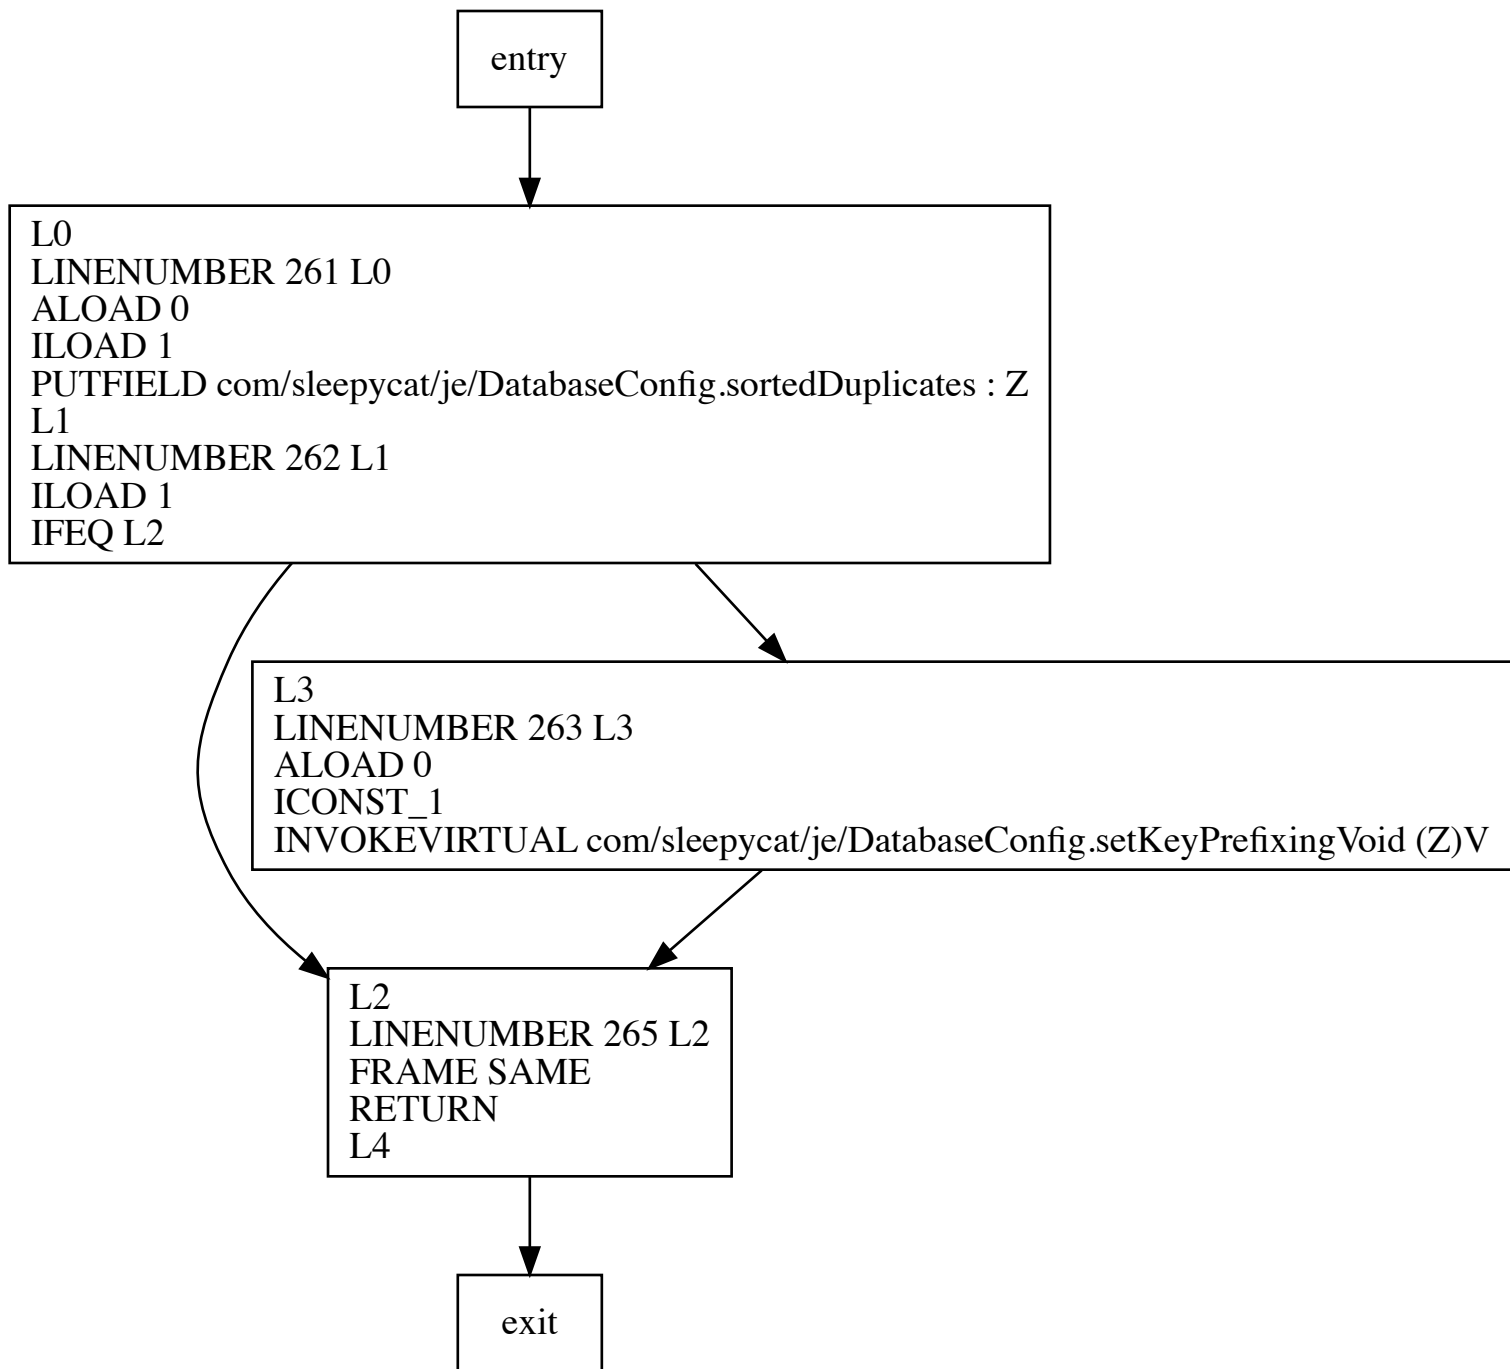 entry
L0
LINENUMBER 261 L0
ALOAD 0
ILOAD 1
PUTFIELD com/sleepycat/je/DatabaseConfig.sortedDuplicates : Z
L1
LINENUMBER 262 L1
ILOAD 1
IFEQ L2
L3
LINENUMBER 263 L3
ALOAD 0
ICONST_1
INVOKEVIRTUAL com/sleepycat/je/DatabaseConfig.setKeyPrefixingVoid (Z)V
L2
LINENUMBER 265 L2
FRAME SAME
RETURN
L4
exit